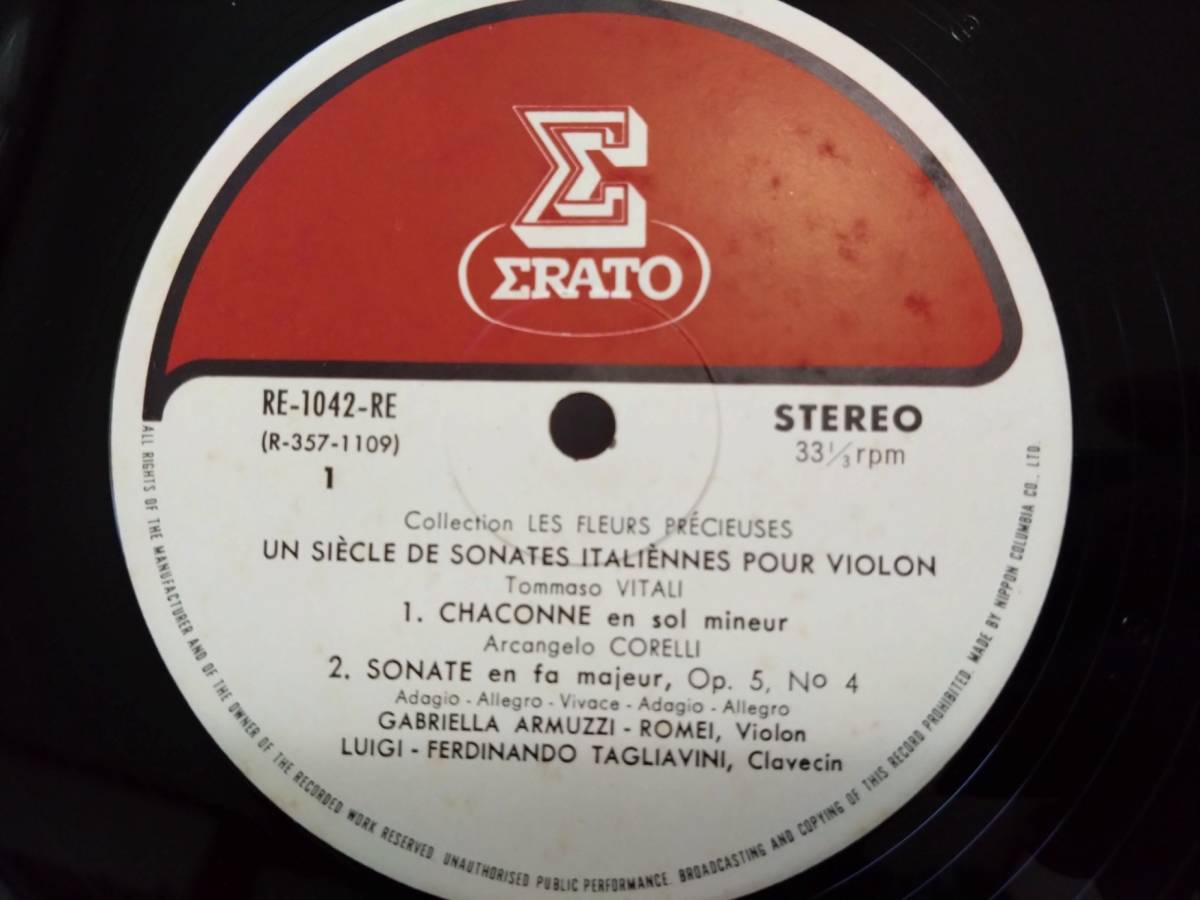 Σ
ΣRATO
RE-1042-RE
(R-357-1109)
1
STEREO
33 1/3 rpm
Collection LES FLEURS PRÉCIEUSES
UN SIÈCLE DE SONATES ITALIÈNNES POUR VIOLON
Tommaso VITALI
1. CHACONNE en sol mineur
Arcangelo CORELLI
2. SONATE en fa majeur, Op. 5, No 4
Adagio - Allegro - Vivace - Adagio - Allegro
GABRIELLA ARMUZZI - ROMEI, Violon
LUIGI - FERDINANDO TAGLIAVINI, Clavecin
ALL RIGHTS OF THE MANUFACTURER AND OF THE OWNER OF THE RECORDED WORK RESERVED. UNAUTHORISED PUBLIC PERFORMANCE. BROADCASTING AND COPYING OF THIS RECORD PROHIBITED. MADE BY NIPPON COLUMBIA CO., LTD.